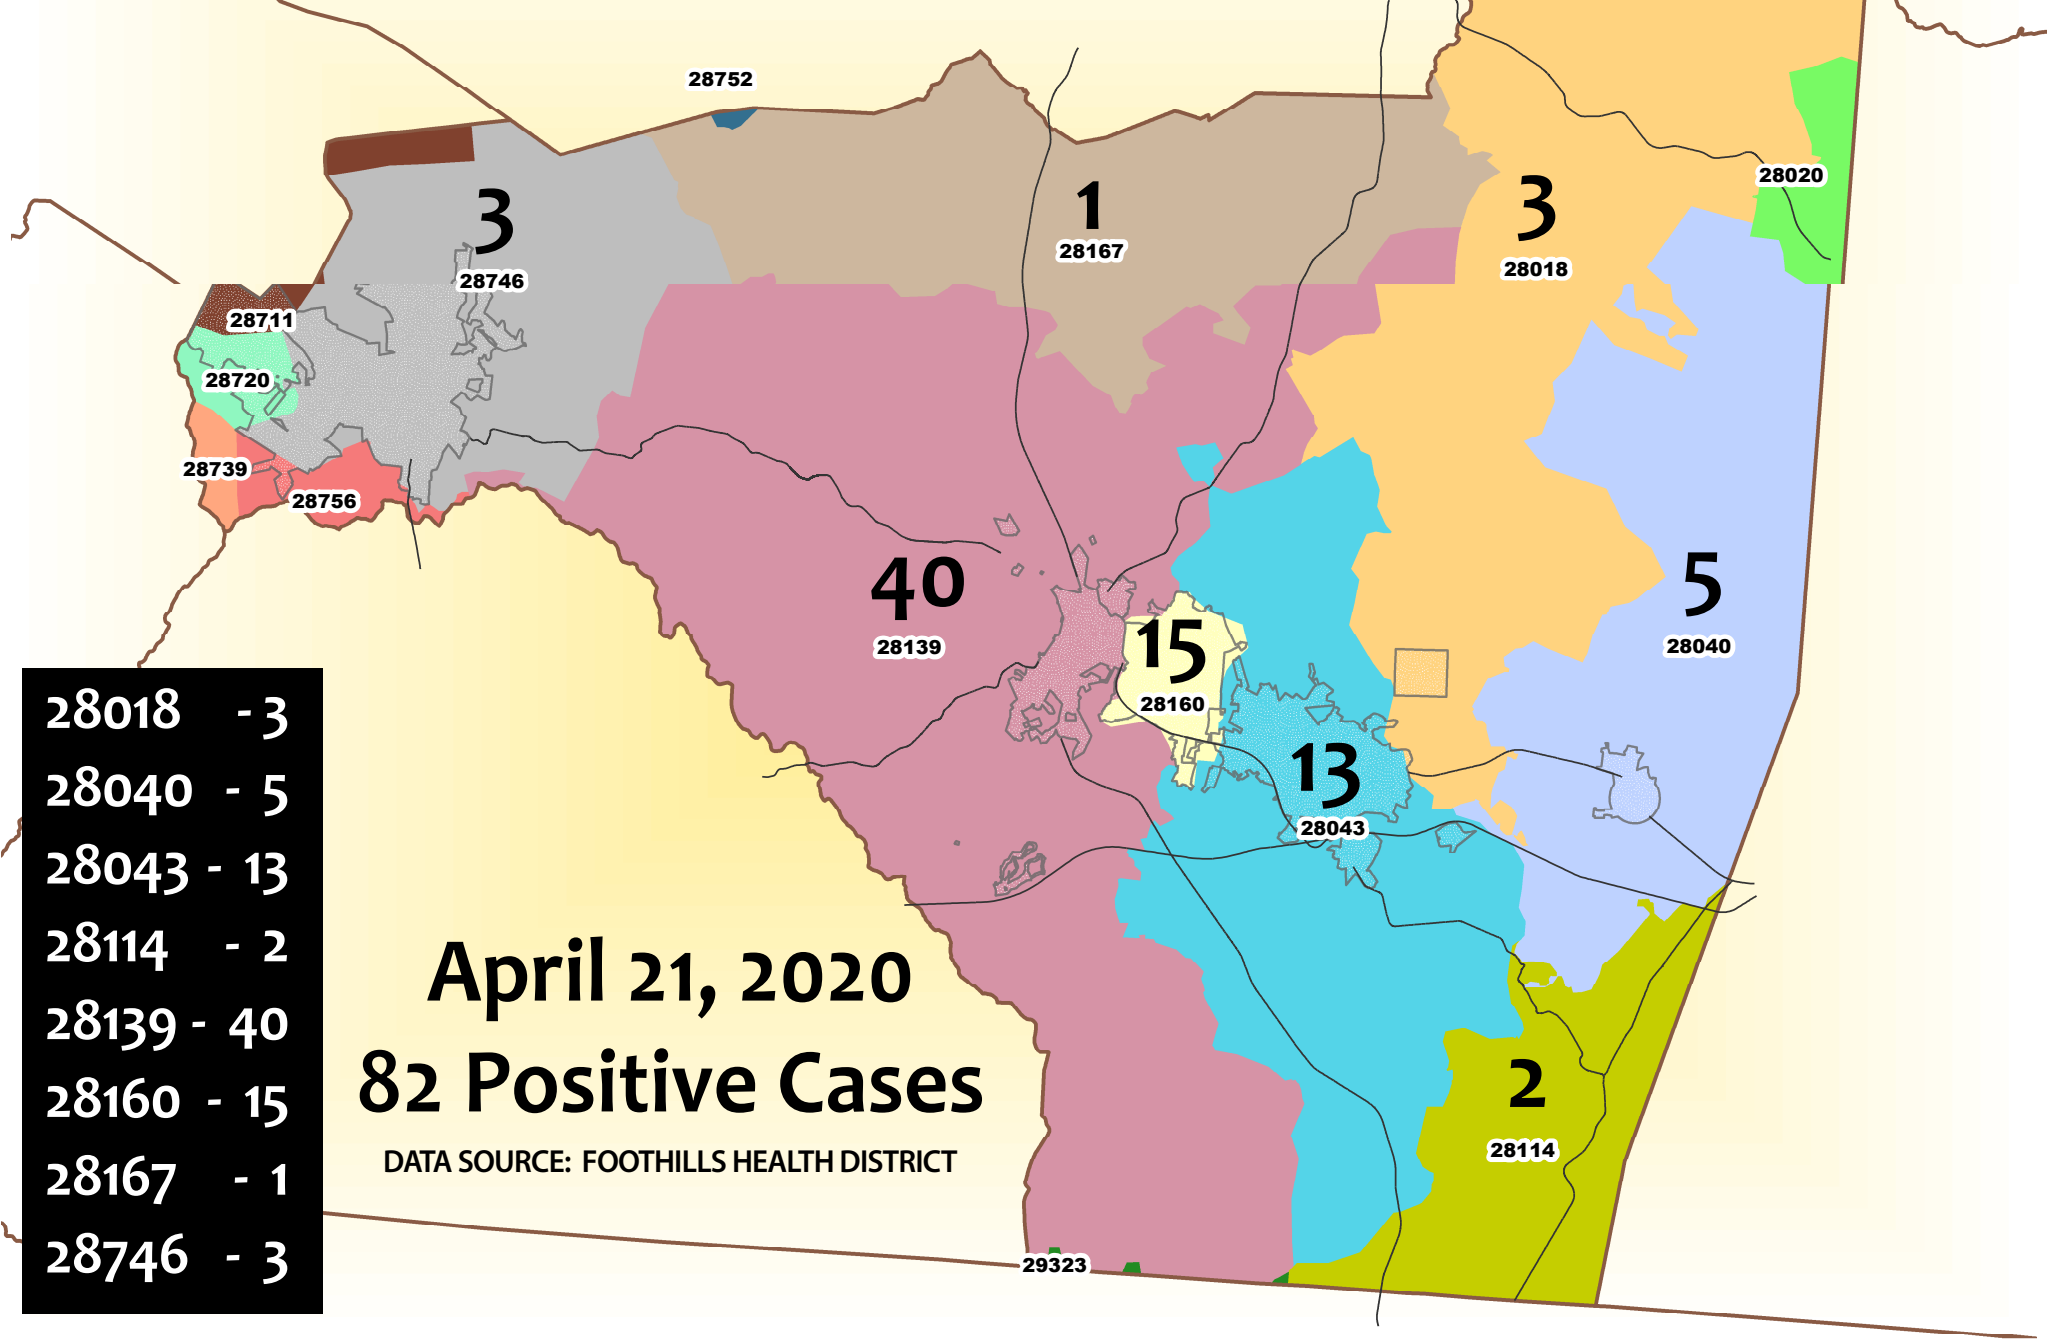 28752
28020
3
28746
1
28167
3
28018
28711
28720
28739
28756
40
28139
15
28160
5
28040
13
28043
28018 - 3
28040 - 5
28043 - 13
28114 - 2
28139 - 40
28160 - 15
28167 - 1
28746 - 3
April 21, 2020
82 Positive Cases
DATA SOURCE: FOOTHILLS HEALTH DISTRICT
2
28114
29323